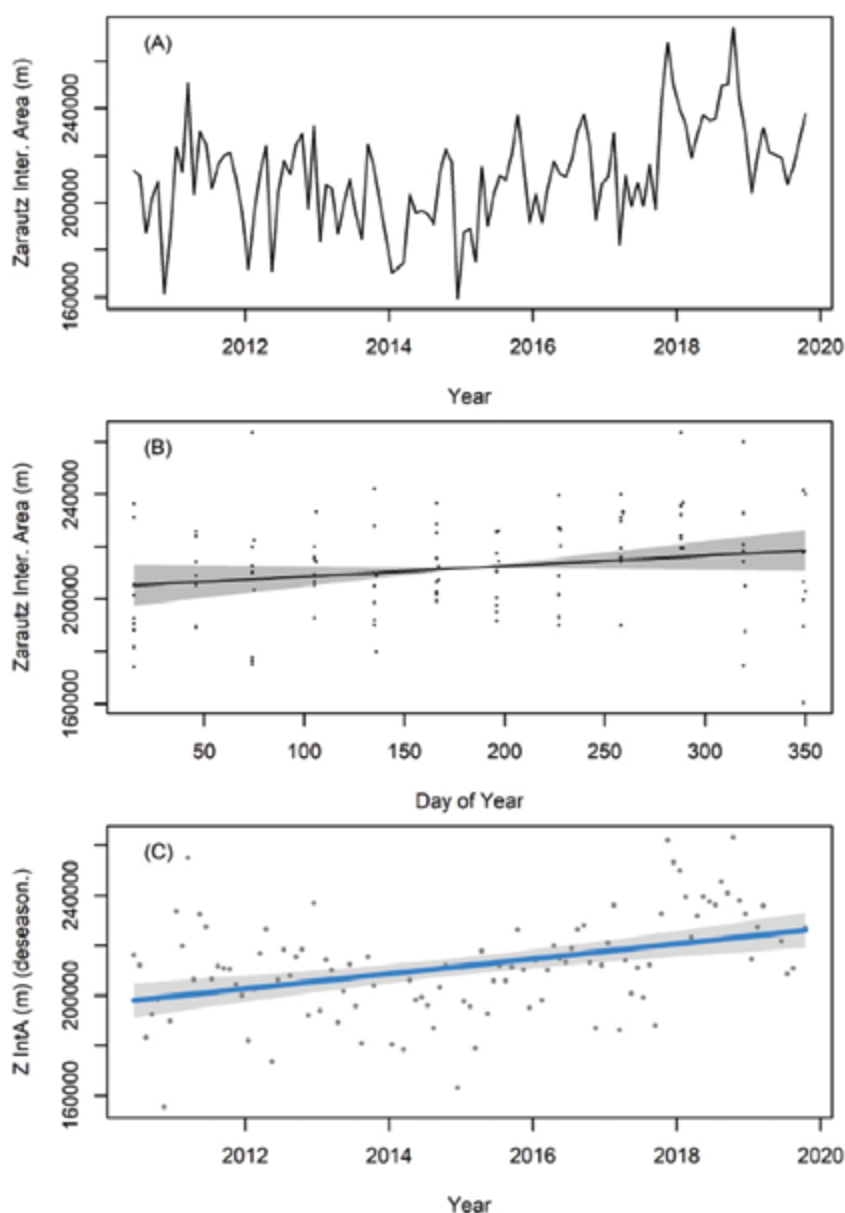 (A)
Zarautz Inter. Area (m)
240000
200000
160000
2012 2014 2016 2018 2020
Year
(B)
Zarautz Inter. Area (m)
240000
200000
160000
50 100 150 200 250 300 350
Day of Year
(C)
Z IntA (m) (deseason.)
240000
200000
160000
2012 2014 2016 2018 2020
Year